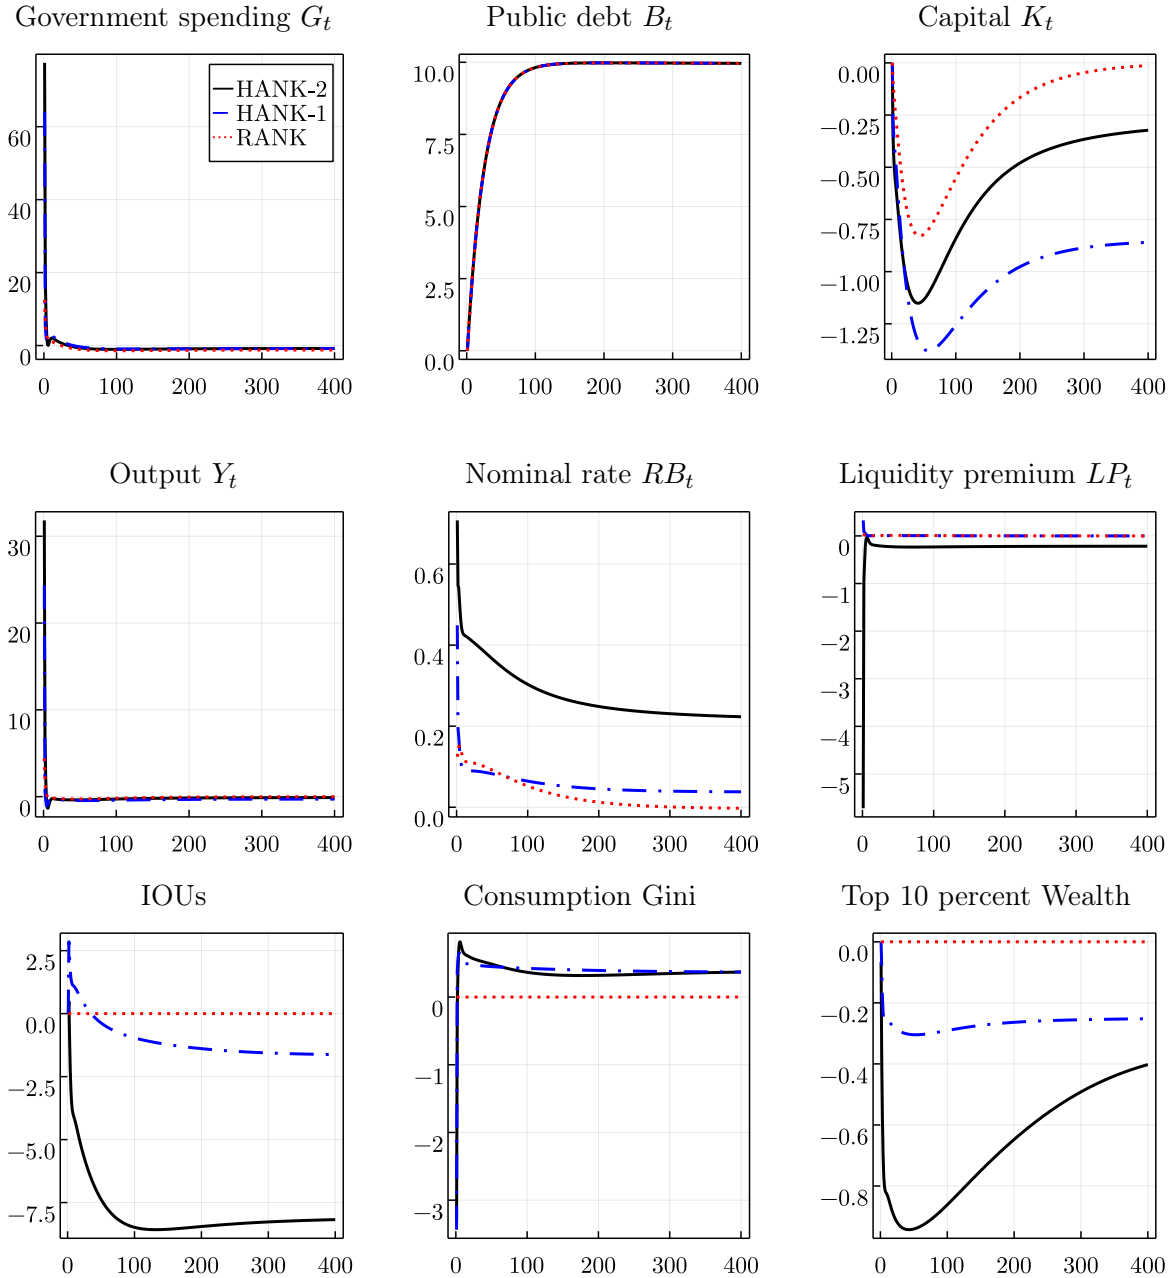 Government spending G_t
Public debt B_t
Capital K_t
60
40
20
0
0 100 200 300 400
HANK-2
HANK-1
RANK
10.0
7.5
5.0
2.5
0.0
0 100 200 300 400
0.00
−0.25
−0.50
−0.75
−1.00
−1.25
0 100 200 300 400
Output Y_t
Nominal rate RB_t
Liquidity premium LP_t
30
20
10
0
0 100 200 300 400
0.6
0.4
0.2
0.0
0 100 200 300 400
0
−1
−2
−3
−4
−5
0 100 200 300 400
IOUs
Consumption Gini
Top 10 percent Wealth
2.5
0.0
−2.5
−5.0
−7.5
0 100 200 300 400
0
−1
−2
−3
0 100 200 300 400
0.0
−0.2
−0.4
−0.6
−0.8
0 100 200 300 400